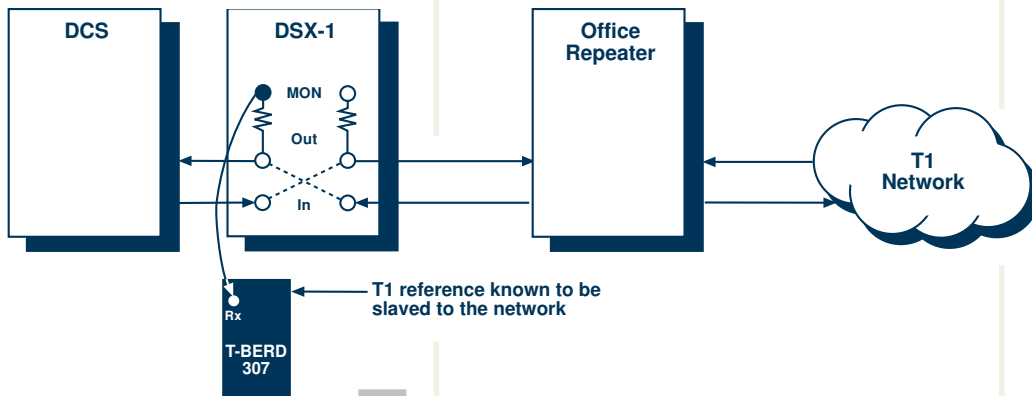 DCS
DSX-1
Office
Repeater
MON
Out
In
T1
Network
T1 reference known to be
slaved to the network
Rx
T-BERD
307